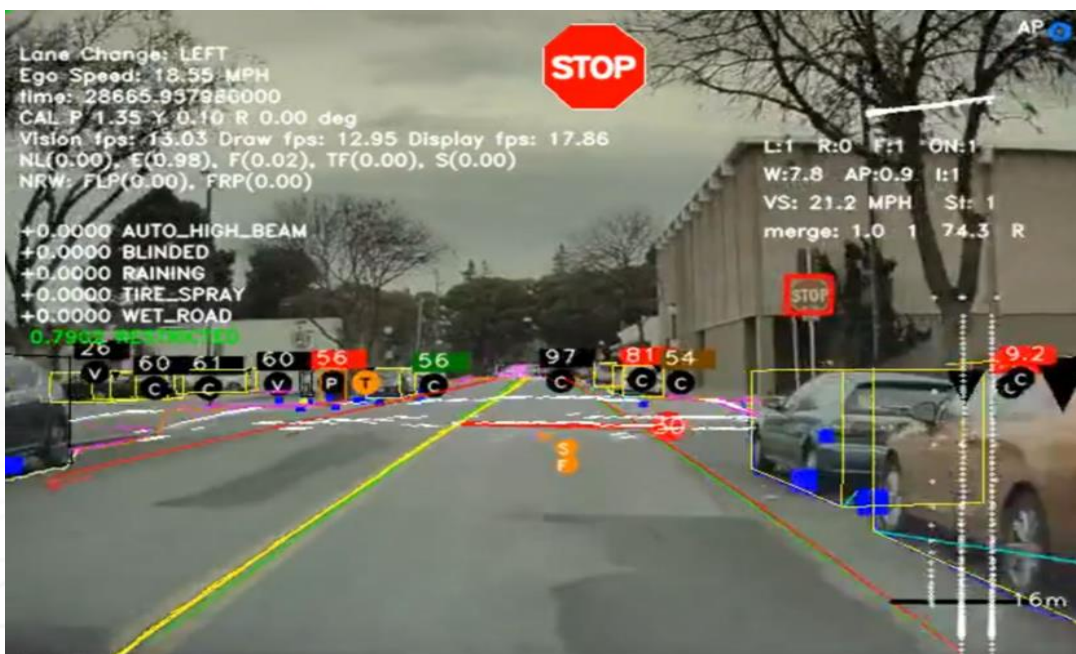 Lane Change: LEFT
Ego Speed: 18.55 MPH
time: 28665.957980000
CAL P 1.35 Y 0.10 R 0.00 deg
Vision fps: 13.03 Draw fps: 12.95 Display fps: 17.86
NL(0.00), E(0.98), F(0.02), TF(0.00), S(0.00)
NRW: FLP(0.00), FRP(0.00)
+0.0000 AUTO_HIGH_BEAM
+0.0000 BLINDED
+0.0000 RAINING
+0.0000 TIRE_SPRAY
+0.0000 WET_ROAD
RESTRICTED
STOP
AP
L:1 R:0 F:1 ON:1
W:7.8 AP:0.9 I:1
VS: 21.2 MPH St: 1
merge: 1.0 1 74.3 R
STOP
26 60 61 60 56 56 97 81 54 9.2
V C C V P T C C C C C
30
S
F
16m